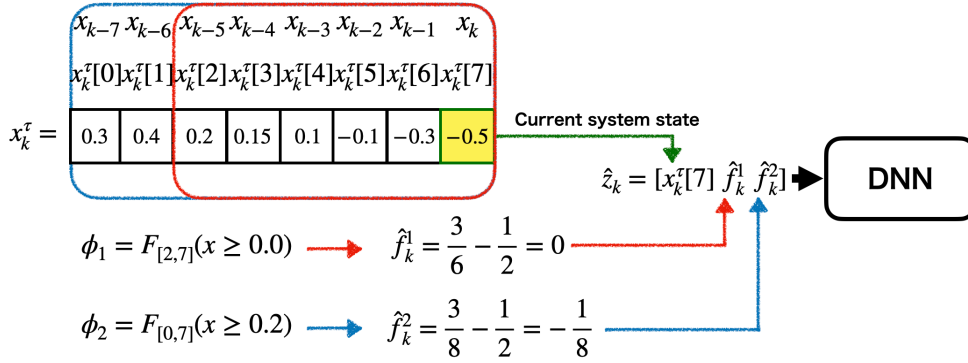 x_{k−7} x_{k−6} x_{k−5} x_{k−4} x_{k−3} x_{k−2} x_{k−1} x_k
x_k^τ[0] x_k^τ[1] x_k^τ[2] x_k^τ[3] x_k^τ[4] x_k^τ[5] x_k^τ[6] x_k^τ[7]
x_k^τ = 0.3 0.4 0.2 0.15 0.1 −0.1 −0.3 −0.5
Current system state
ẑ_k = [x_k^τ[7] f̂_k^1 f̂_k^2]
DNN
ϕ_1 = F_{[2,7]}(x ≥ 0.0) f̂_k^1 = 3/6 − 1/2 = 0
ϕ_2 = F_{[0,7]}(x ≥ 0.2) f̂_k^2 = 3/8 − 1/2 = −1/8